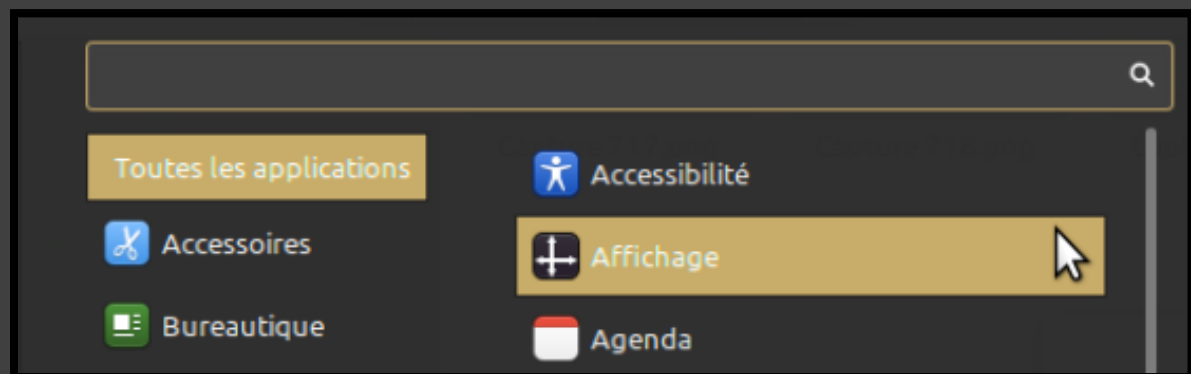 Toutes les applications
Accessoires
Bureautique
Accessibilité
Affichage
Agenda